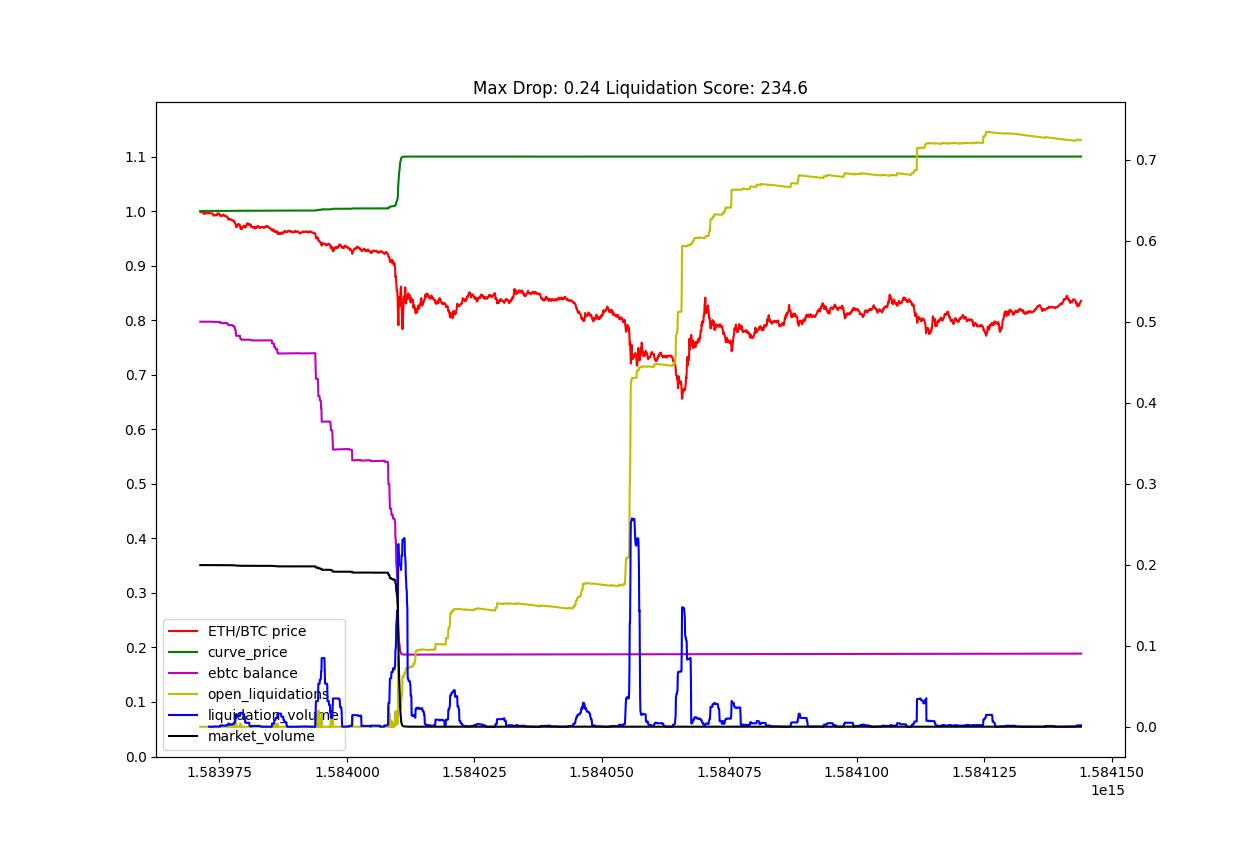 Max Drop: 0.24 Liquidation Score: 234.6
1.1
1.0
0.9
0.8
0.7
0.6
0.5
0.4
0.3
0.2
0.1
0.0
0.7
0.6
0.5
0.4
0.3
0.2
0.1
0.0
ETH/BTC price
curve_price
ebtc balance
open_liquidations
liquidation_volume
market_volume
1.583975 1.584000 1.584025 1.584050 1.584075 1.584100 1.584125 1.584150
1e15